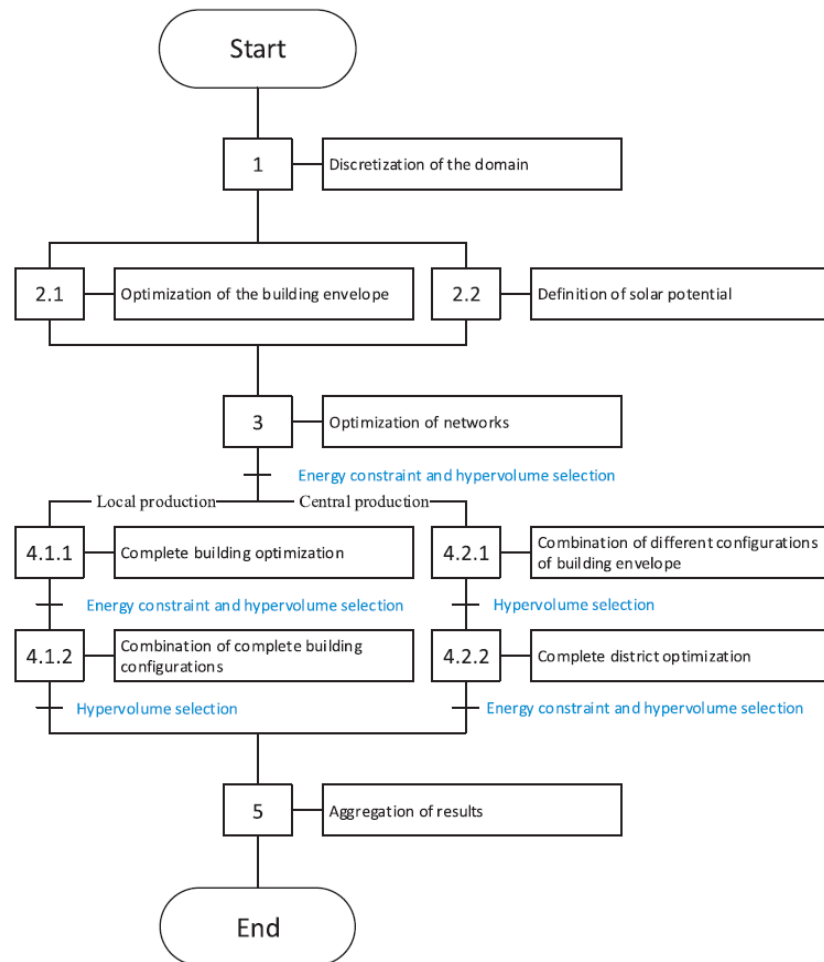 Start
1
Discretization of the domain
2.1
Optimization of the building envelope
2.2
Definition of solar potential
3
Optimization of networks
Energy constraint and hypervolume selection
Local production
Central production
4.1.1
Complete building optimization
4.2.1
Combination of different configurations
of building envelope
Energy constraint and hypervolume selection
Hypervolume selection
4.1.2
Combination of complete building
configurations
4.2.2
Complete district optimization
Hypervolume selection
Energy constraint and hypervolume selection
5
Aggregation of results
End